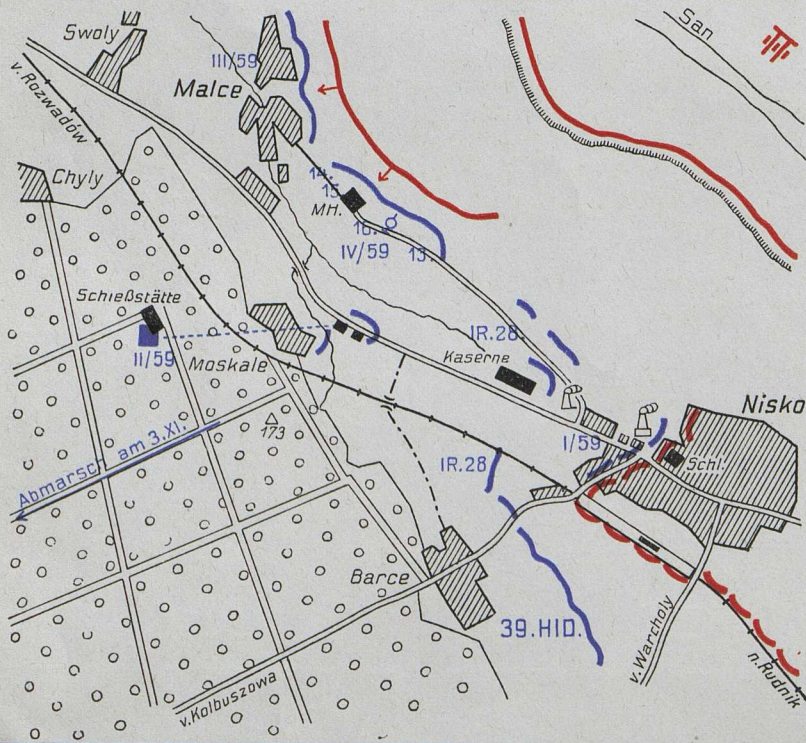 Swoly
San
III/59
Malce
v.Rozwadów
Chyly
14.
15.
MH.
16.
IV/59
13.
Schießstätte
II/59
Moskale
IR.28
Kaserne
Nisko
173
I/59
Schl.
Abmarsch am 3.XI.
IR.28
Barce
39.HID.
v.Warcholy
v.Kolbuszowa
n.Rudnik